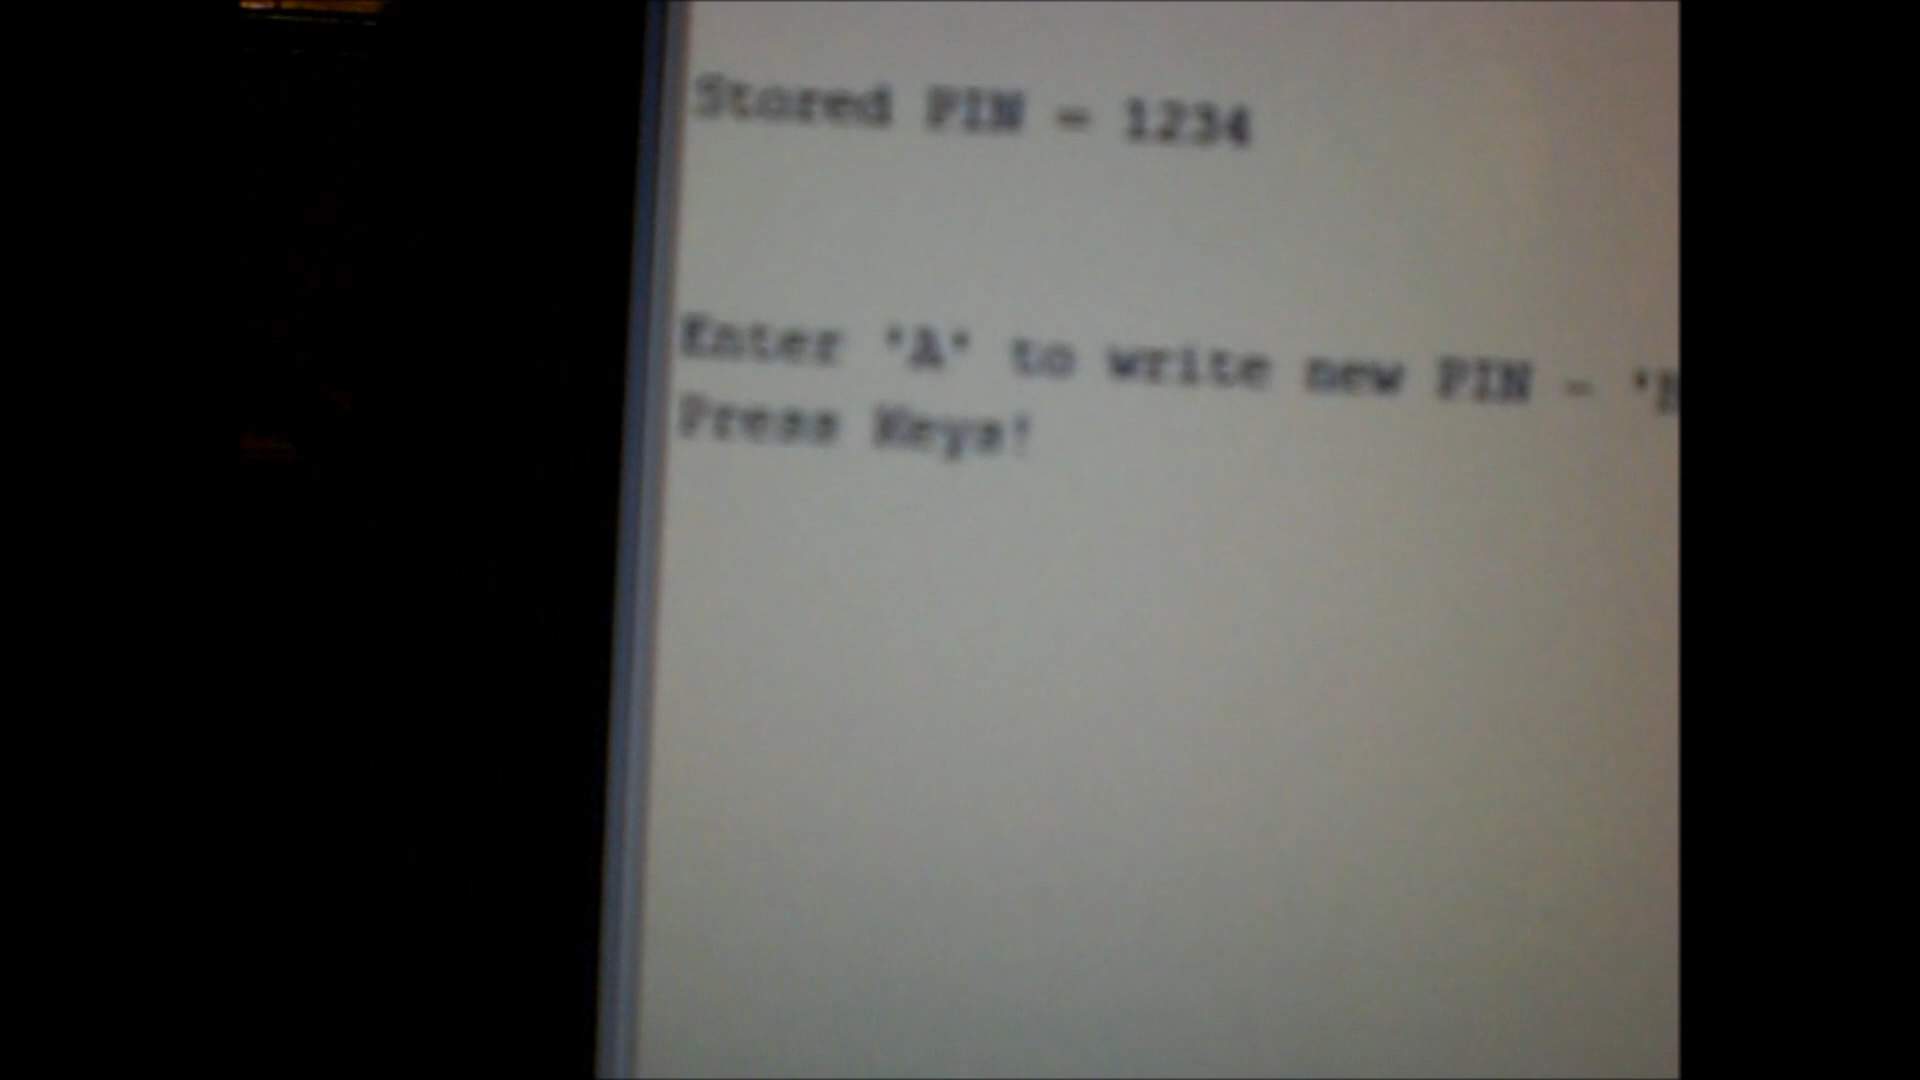 Stored PIN = 1234
Enter 'A' to write new PIN - '
Press Keys!